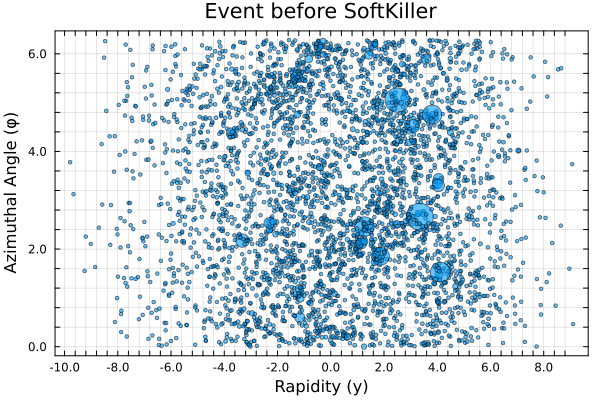 Event before SoftKiller
Azimuthal Angle (φ)
6.0
4.0
2.0
0.0
-10.0 -8.0 -6.0 -4.0 -2.0 0.0 2.0 4.0 6.0 8.0
Rapidity (y)